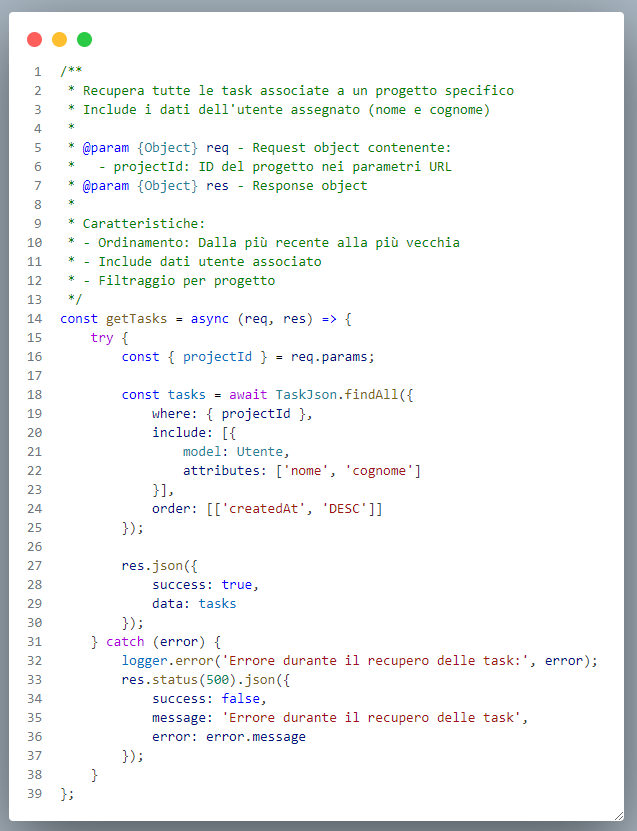 1 /**
2  * Recupera tutte le task associate a un progetto specifico
3  * Include i dati dell'utente assegnato (nome e cognome)
4  *
5  * @param {Object} req - Request object contenente:
6  *   - projectId: ID del progetto nei parametri URL
7  * @param {Object} res - Response object
8  *
9  * Caratteristiche:
10  * - Ordinamento: Dalla più recente alla più vecchia
11  * - Include dati utente associato
12  * - Filtraggio per progetto
13  */
14 const getTasks = async (req, res) => {
15     try {
16         const { projectId } = req.params;
17
18         const tasks = await TaskJson.findAll({
19             where: { projectId },
20             include: [{
21                 model: Utente,
22                 attributes: ['nome', 'cognome']
23             }],
24             order: [['createdAt', 'DESC']]
25         });
26
27         res.json({
28             success: true,
29             data: tasks
30         });
31     } catch (error) {
32         logger.error('Errore durante il recupero delle task:', error);
33         res.status(500).json({
34             success: false,
35             message: 'Errore durante il recupero delle task',
36             error: error.message
37         });
38     }
39 };